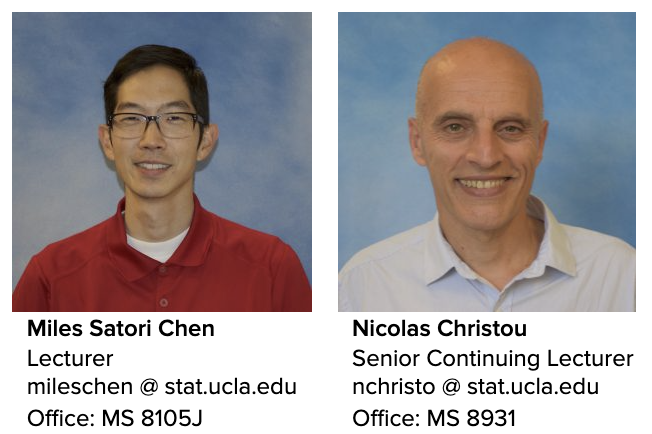 Miles Satori Chen
Lecturer
mileschen @ stat.ucla.edu
Office: MS 8105J
Nicolas Christou
Senior Continuing Lecturer
nchristo @ stat.ucla.edu
Office: MS 8931